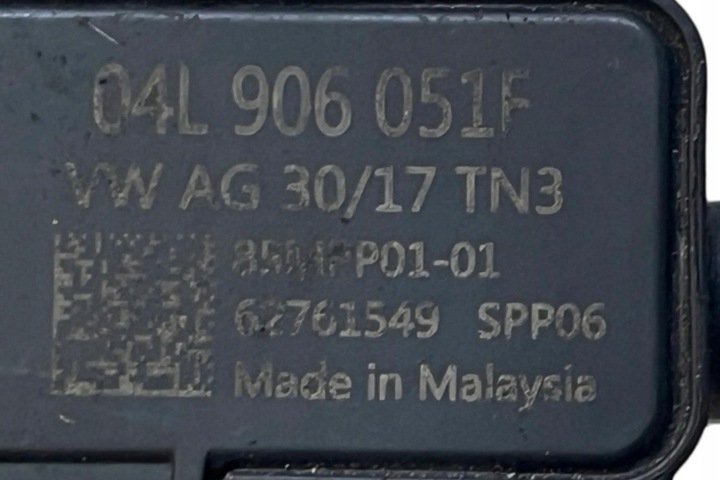 04L 906 051F
VW AG 30/17 TN3
62761549 SPP06
Made in Malaysia